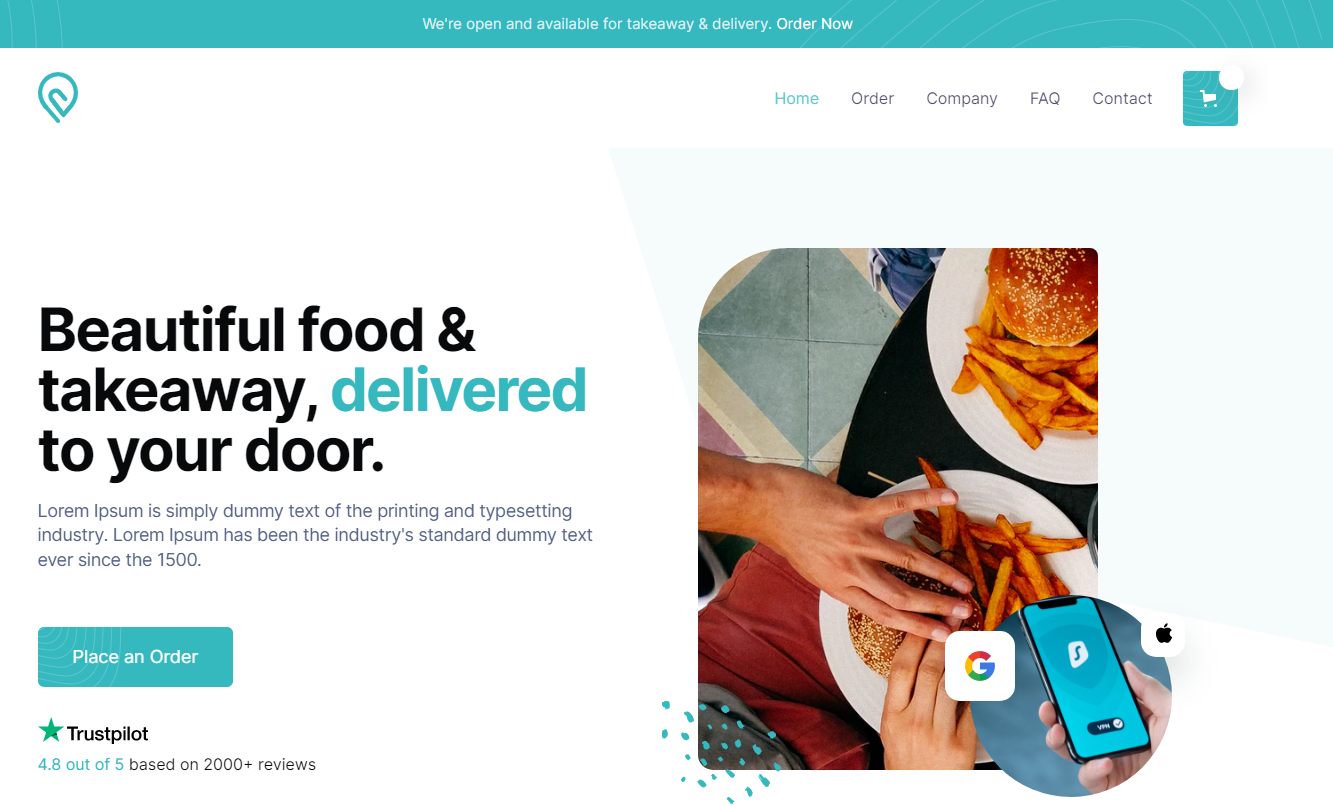 We're open and available for takeaway & delivery. Order Now
Home Order Company FAQ Contact
Beautiful food &
takeaway, delivered
to your door.
Lorem Ipsum is simply dummy text of the printing and typesetting
industry. Lorem Ipsum has been the industry's standard dummy text
ever since the 1500.
Place an Order
Trustpilot
4.8 out of 5 based on 2000+ reviews
G
VPN